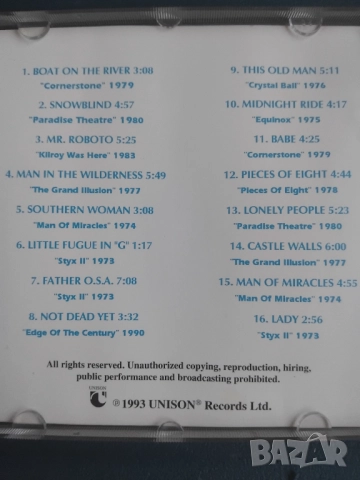 1. BOAT ON THE RIVER 3:08
"Cornerstone" 1979
2. SNOWBLIND 4:57
"Paradise Theatre" 1980
3. MR. ROBOTO 5:25
"Kilroy Was Here" 1983
4. MAN IN THE WILDERNESS 5:49
"The Grand Illusion" 1977
5. SOUTHERN WOMAN 3:08
"Man Of Miracles" 1974
6. LITTLE FUGUE IN "G" 1:17
"Styx II" 1973
7. FATHER O.S.A. 7:08
"Styx II" 1973
8. NOT DEAD YET 3:32
"Edge Of The Century" 1990
9. THIS OLD MAN 5:11
"Crystal Ball" 1976
10. MIDNIGHT RIDE 4:17
"Equinox" 1975
11. BABE 4:25
"Cornerstone" 1979
12. PIECES OF EIGHT 4:44
"Pieces Of Eight" 1978
13. LONELY PEOPLE 5:23
"Paradise Theatre" 1980
14. CASTLE WALLS 6:00
"The Grand Illusion" 1977
15. MAN OF MIRACLES 4:55
"Man Of Miracles" 1974
16. LADY 2:56
"Styx II" 1973
All rights reserved. Unauthorized copying, reproduction, hiring,
public performance and broadcasting prohibited.
UNISON
℗ 1993 UNISON® Records Ltd.
BAZAR